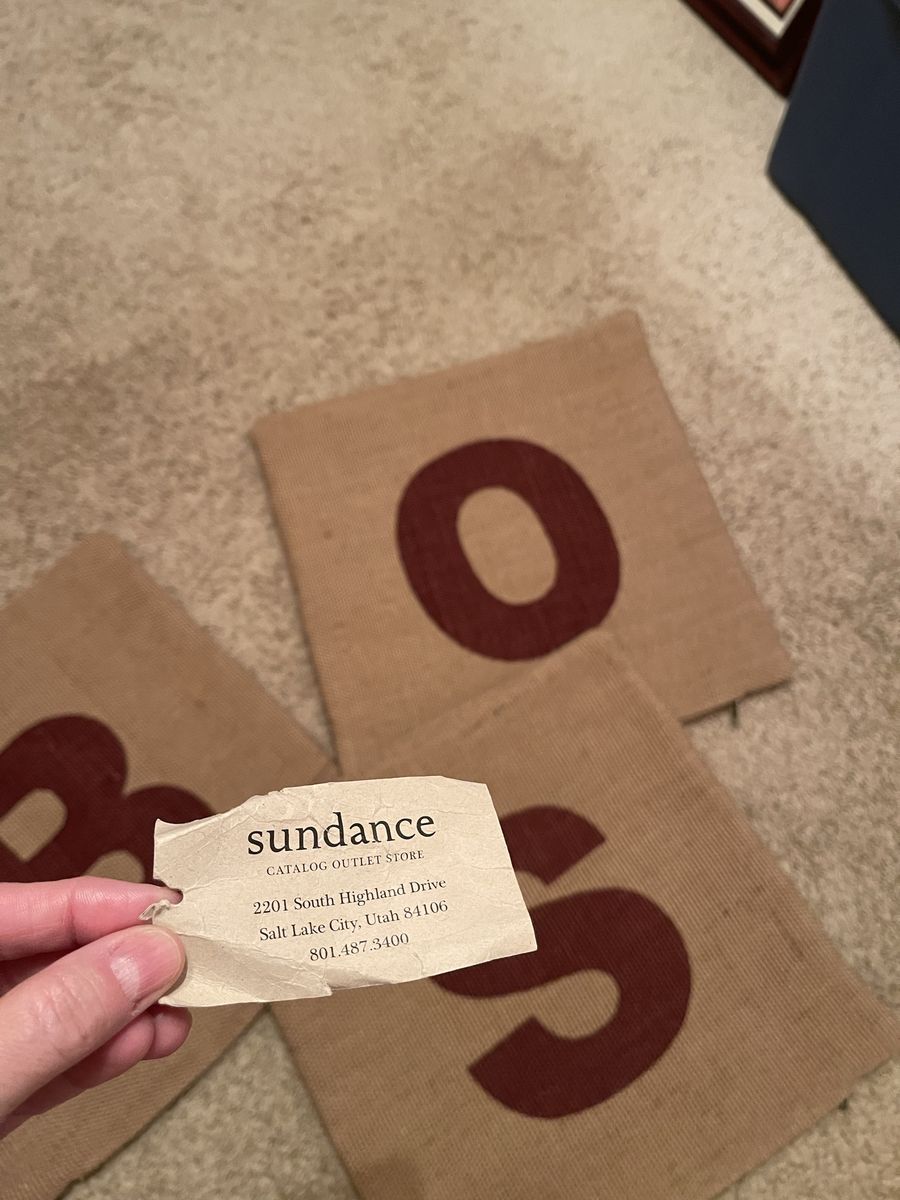 O
B
S
sundance
CATALOG OUTLET STORE
2201 South Highland Drive
Salt Lake City, Utah 84106
801.487.3400